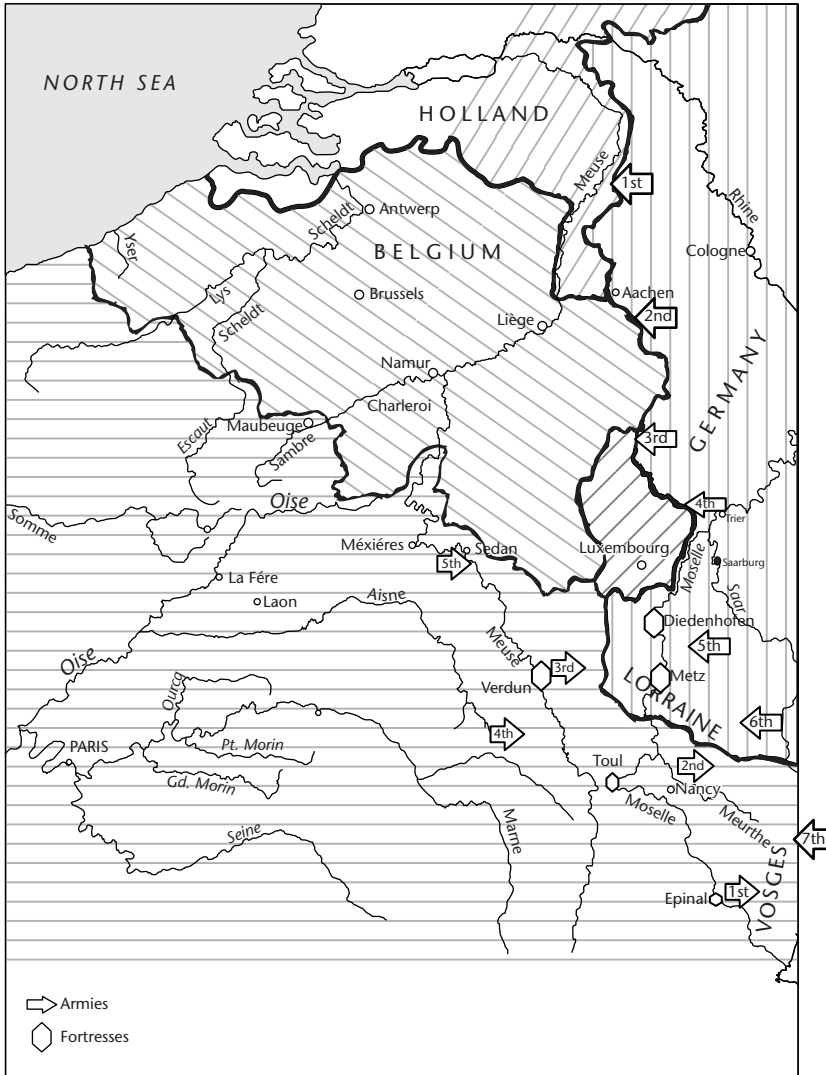 NORTH SEA
HOLLAND
Meuse
1st
Rhine
Yser
Scheldt
Antwerp
BELGIUM
Cologne
Lys
Brussels
Aachen
Scheldt
Liège
2nd
GERMANY
Namur
Charleroi
Escaut
Maubeuge
Sambre
3rd
Oise
4th
Somme
Trier
Méxiéres
Sedan
Luxembourg
Moselle
Saarburg
5th
La Fére
Saar
Laon
Aisne
Diedenhofen
Meuse
5th
Oise
3rd
Verdun
Metz
LORRAINE
Ourcq
6th
4th
PARIS
Pt. Morin
Toul
2nd
Gd. Morin
Nancy
Moselle
Meurthe
Seine
Marne
7th
VOSGES
Epinal
1st
Armies
Fortresses